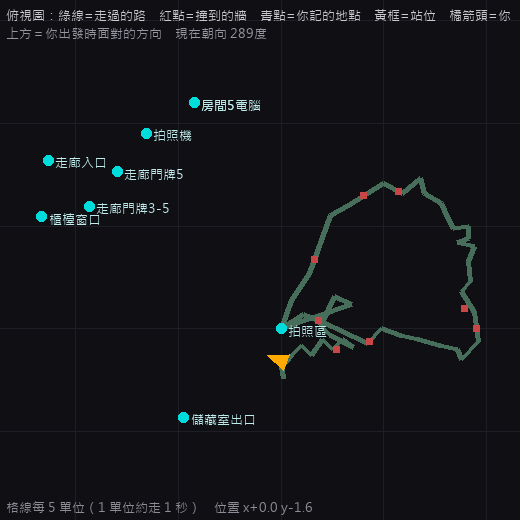 俯視圖：綠線=走過的路　紅點=撞到的牆　青點=你記的地點　黃框=站位　橘箭頭=你
上方＝你出發時面對的方向　現在朝向 289度
房間5電腦
拍照機
走廊入口
走廊門牌5
走廊門牌3-5
櫃檯窗口
拍照區
儲藏室出口
格線每 5 單位（1 單位約走 1 秒）　位置 x+0.0 y-1.6